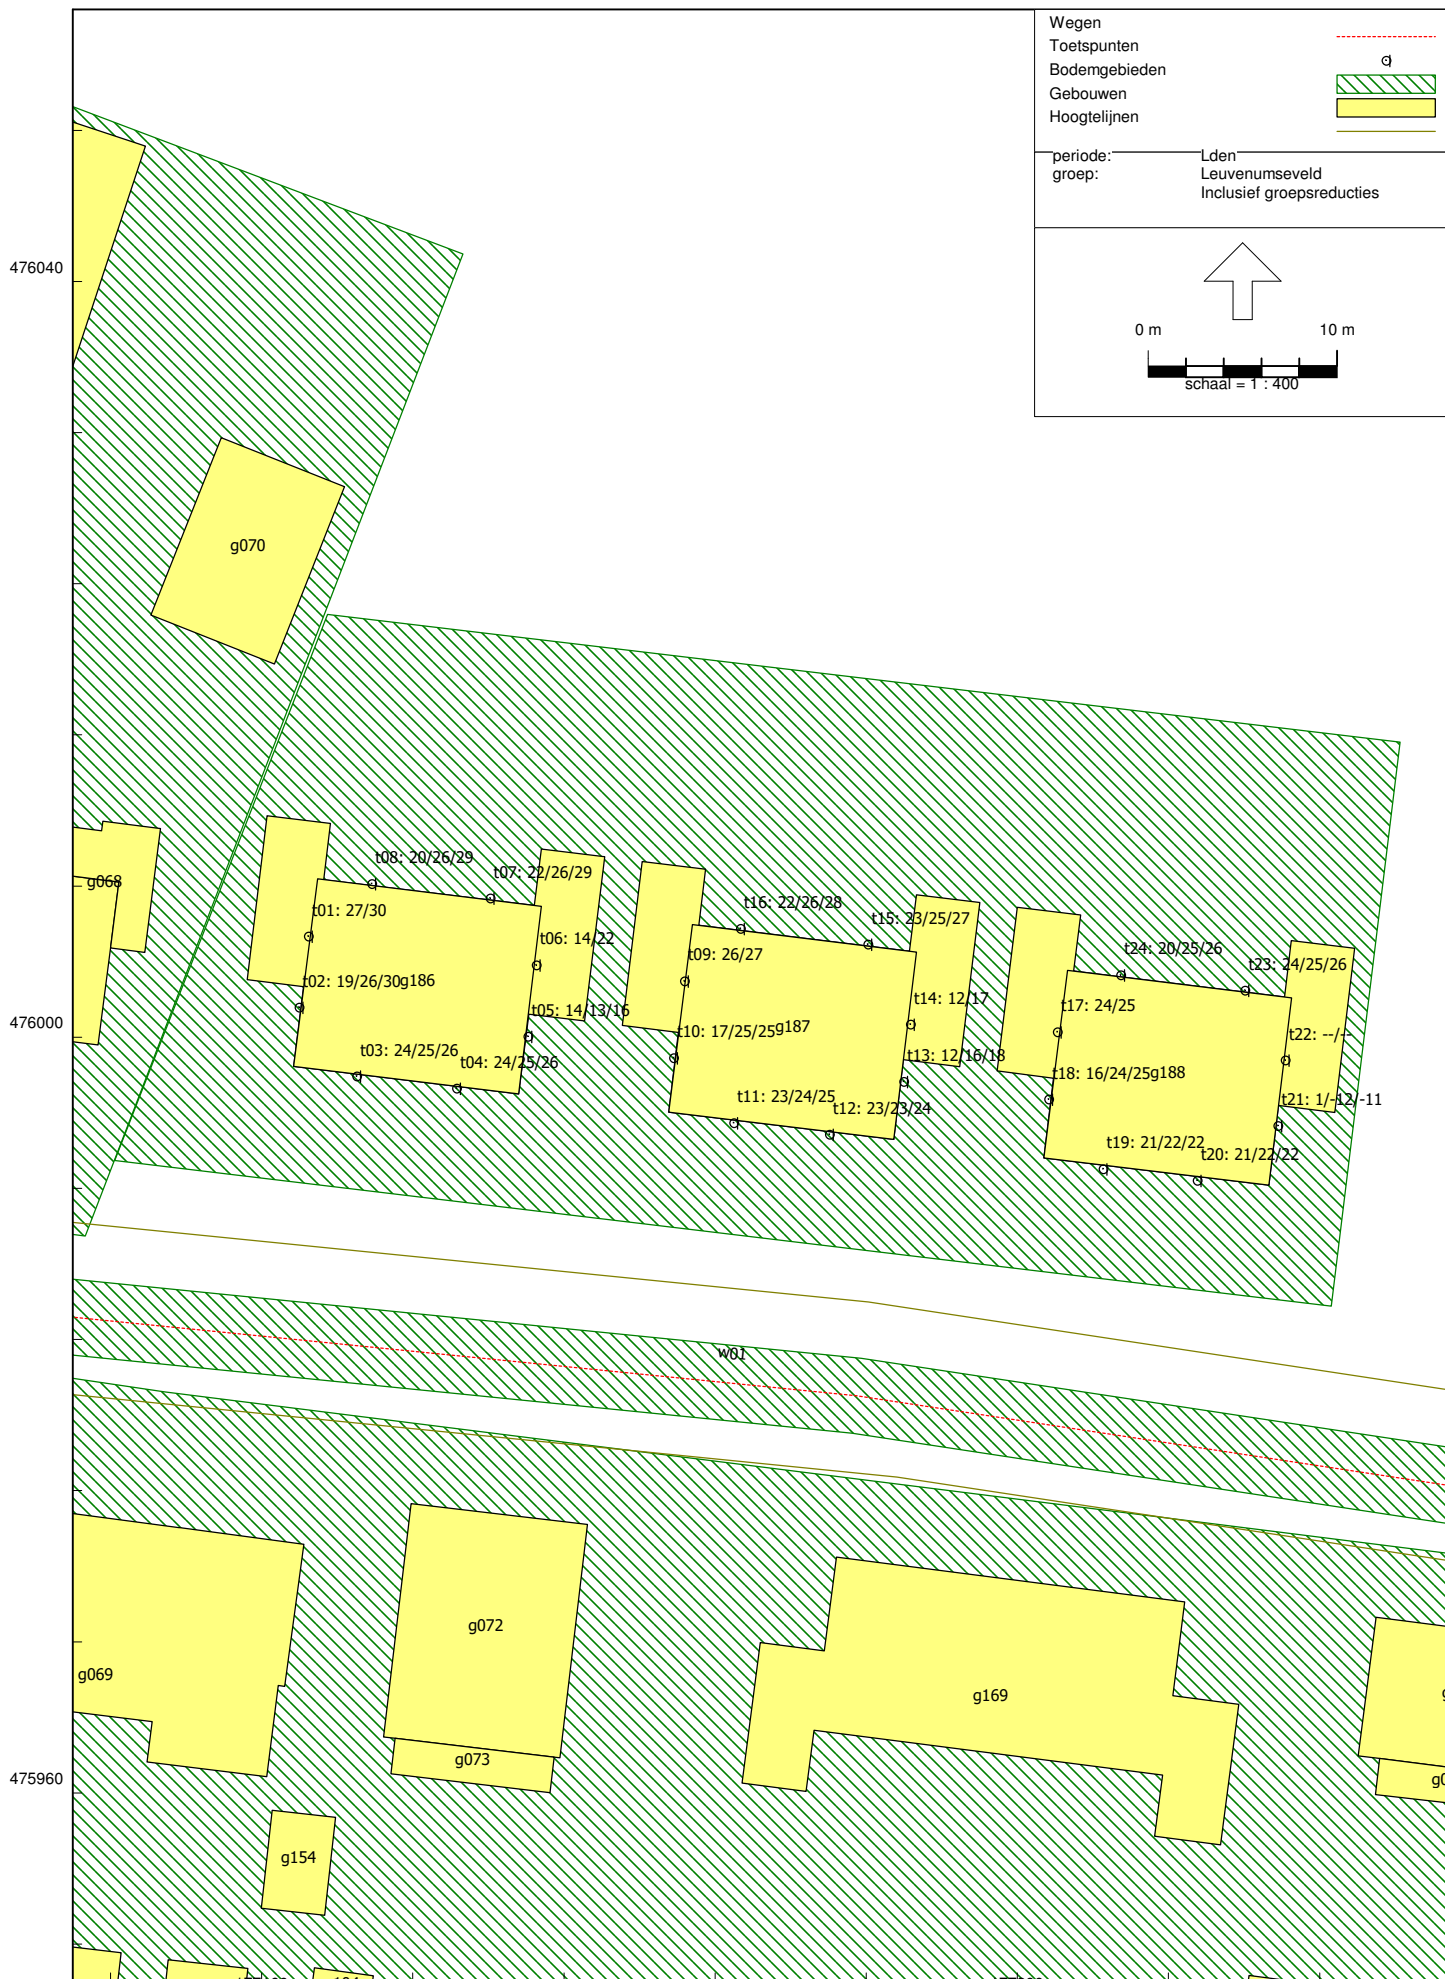 Wegen
Toetspunten
Bodemgebieden
Gebouwen
Hoogtelijnen
periode: Lden
groep: Leuvenumseveld
Inclusief groepsreducties
0 m 10 m
schaal = 1 : 400
476040
g070
t08: 20/26/29
t07: 22/26/29
g068
t01: 27/30
t16: 22/26/28
t15: 23/25/27
t06: 14/22
t24: 20/25/26
t23: 24/25/26
t09: 26/27
t02: 19/26/30 g186
t05: 14/13/16
476000
t14: 12/17
t17: 24/25
t10: 17/25/25 g187
t22: --/--
t03: 24/25/26
t04: 24/25/26
t13: 12/16/18
t18: 16/24/25 g188
t11: 23/24/25
t12: 23/23/24
t21: 1/-12/-11
t19: 21/22/22
t20: 21/22/22
w01
g072
g069
g169
g073
475960
g154